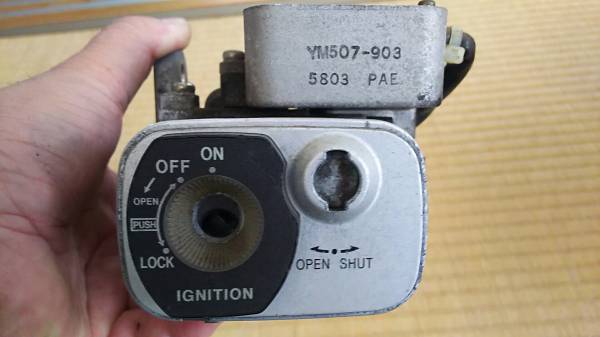 YM507-903
5803 PAE
ON
OFF
OPEN
PUSH
LOCK
IGNITION
OPEN SHUT